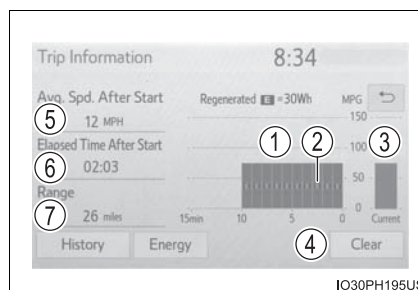 Trip Information 8:34
Avg. Spd. After Start
Regenerated E =30Wh
MPG
150
5
12 MPH
1
2
3
100
Elapsed Time After Start
6
02:03
50
Range
7
26 miles
0
15min 10 5 0 Current
History Energy 4 Clear
IO30PH195US